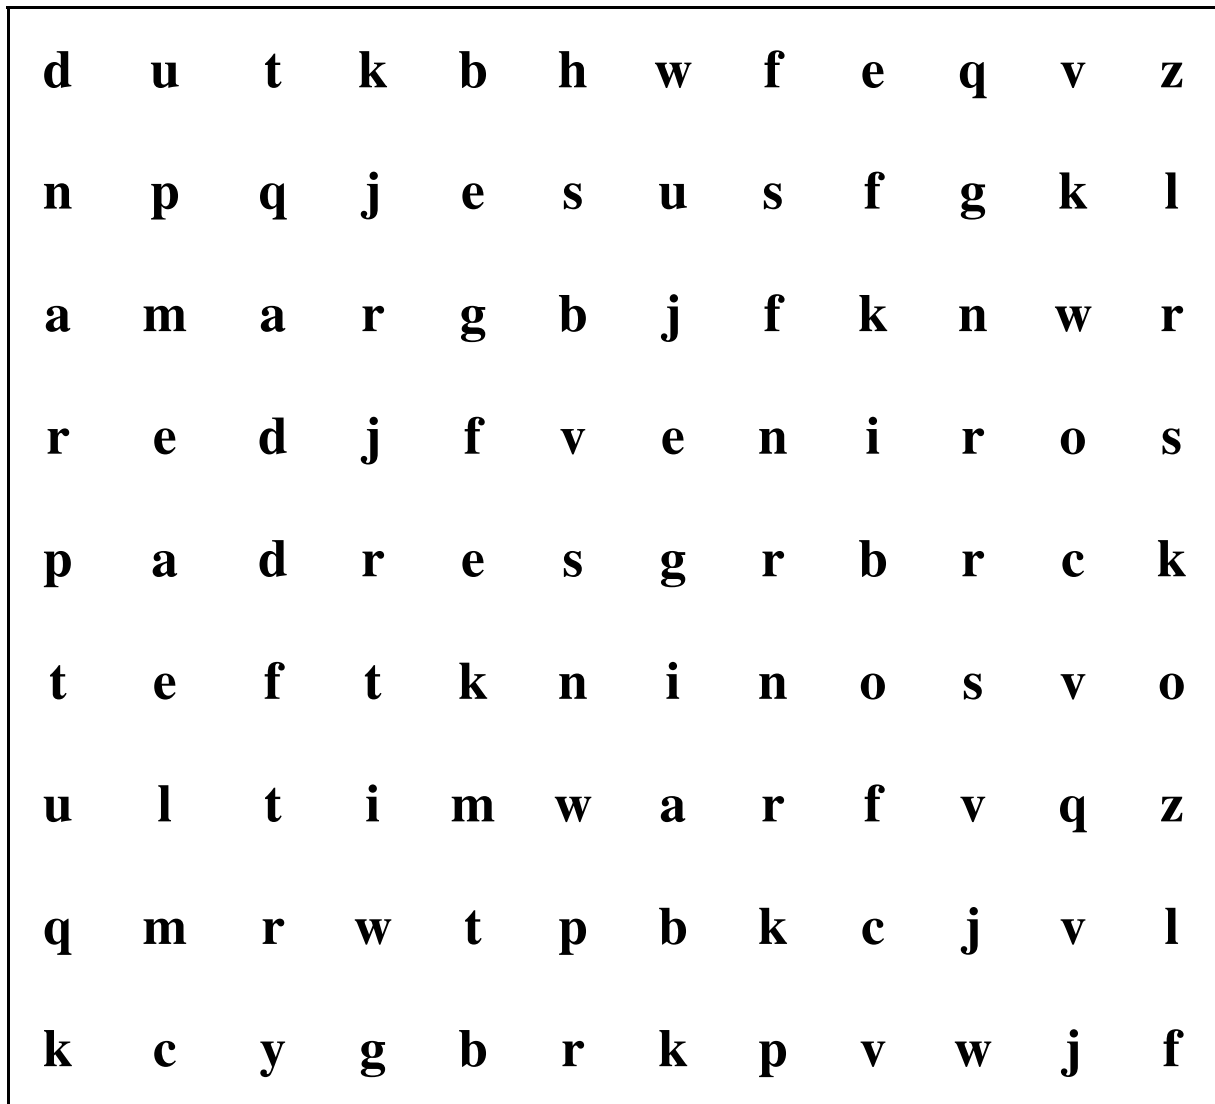 d u t k b h w f e q v z
n p q j e s u s f g k l
a m a r g b j f k n w r
r e d j f v e n i r o s
p a d r e s g r b r c k
t e f t k n i n o s v o
u l t i m w a r f v q z
q m r w t p b k c j v l
k c y g b r k p v w j f